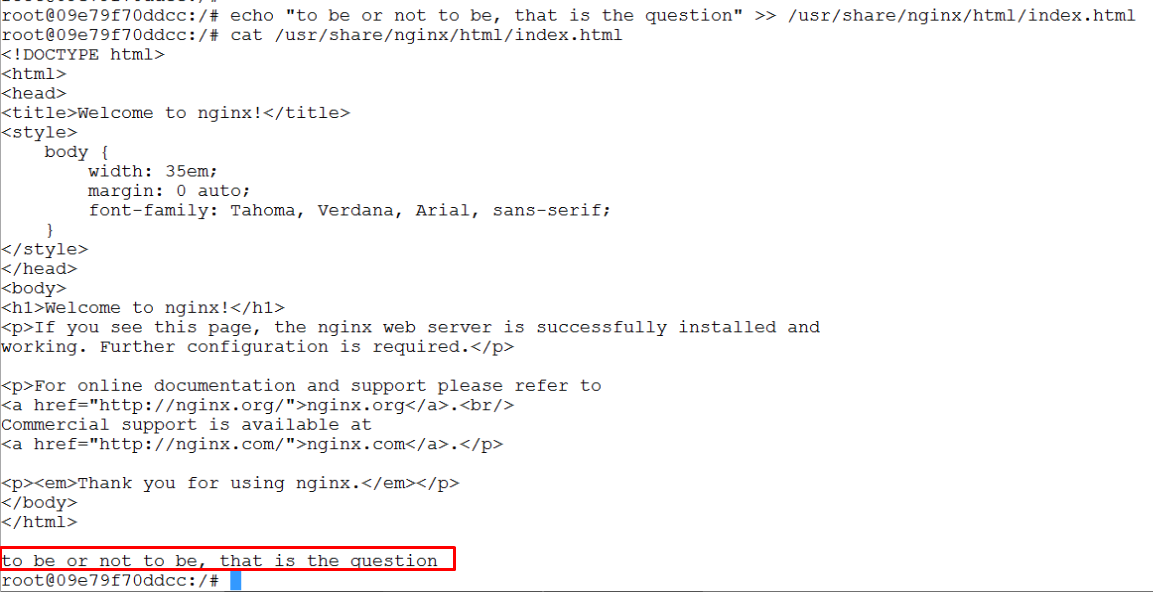 root@09e79f70ddcc:/# echo "to be or not to be, that is the question" >> /usr/share/nginx/html/index.html
root@09e79f70ddcc:/# cat /usr/share/nginx/html/index.html
<!DOCTYPE html>
<html>
<head>
<title>Welcome to nginx!</title>
<style>
    body {
        width: 35em;
        margin: 0 auto;
        font-family: Tahoma, Verdana, Arial, sans-serif;
    }
</style>
</head>
<body>
<h1>Welcome to nginx!</h1>
<p>If you see this page, the nginx web server is successfully installed and
working. Further configuration is required.</p>

<p>For online documentation and support please refer to
<a href="http://nginx.org/">nginx.org</a>.<br/>
Commercial support is available at
<a href="http://nginx.com/">nginx.com</a>.</p>

<p><em>Thank you for using nginx.</em></p>
</body>
</html>

to be or not to be, that is the question
root@09e79f70ddcc:/#